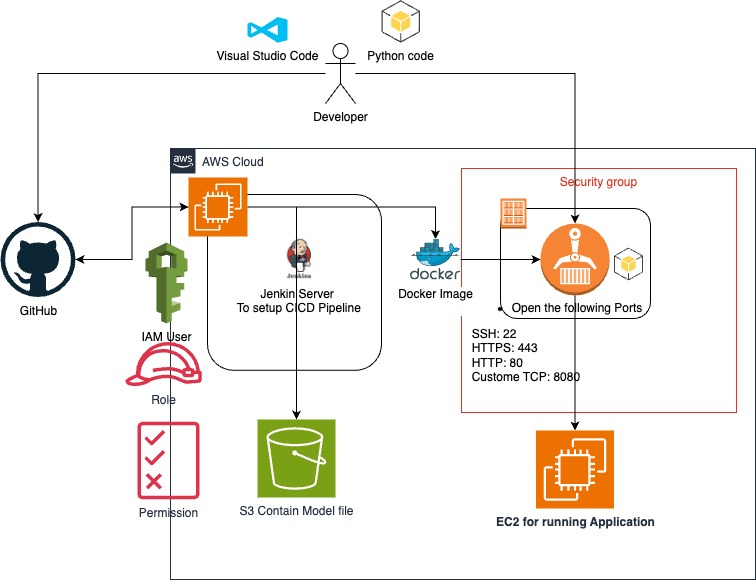 Visual Studio Code
Python code
Developer
aws
AWS Cloud
Security group
GitHub
Jenkins
Jenkin Server
To setup CICD Pipeline
docker
Docker Image
Open the following Ports
SSH: 22
HTTPS: 443
HTTP: 80
Custome TCP: 8080
IAM User
Role
Permission
S3 Contain Model file
EC2 for running Application